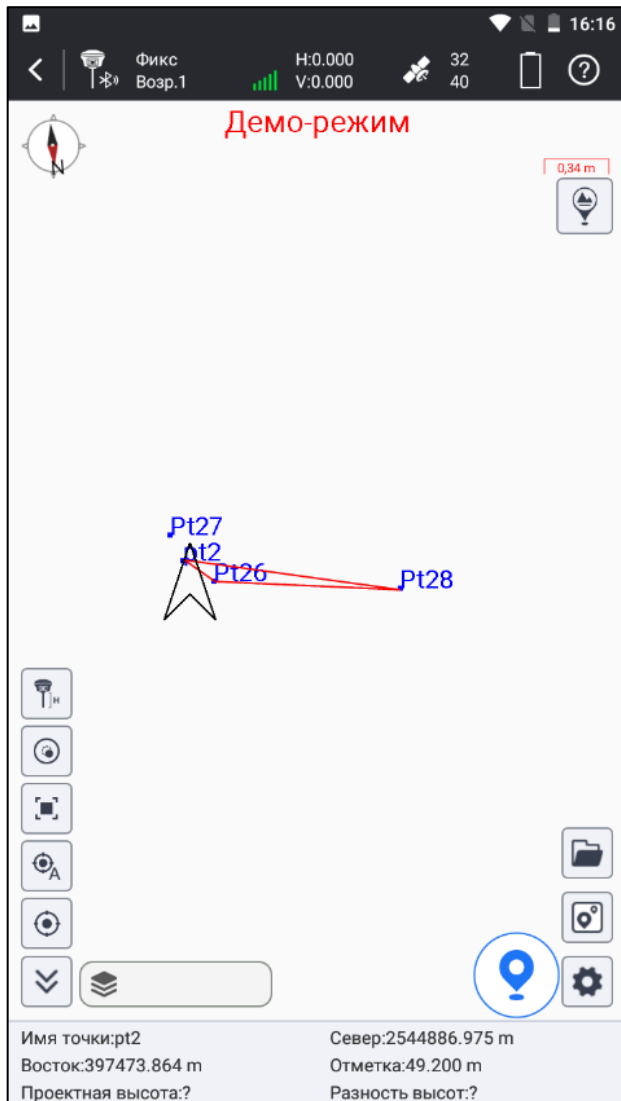 16:16
Фикс H:0.000 32
Возр.1 V:0.000 40
Демо-режим
N
0,34 m
Pt27
pt2
Pt26
Pt28
H
A
Имя точки:pt2 Север:2544886.975 m
Восток:397473.864 m Отметка:49.200 m
Проектная высота:? Разность высот:?